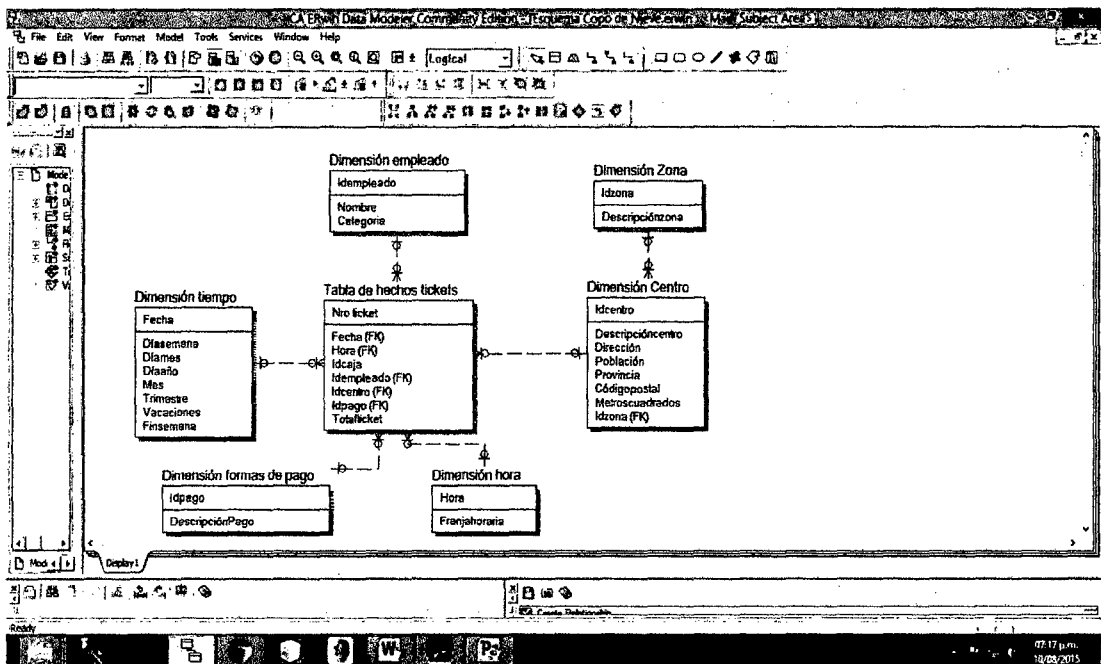 CA ERwin Data Modeler Community Edition - [Esquema Copo de Nieve.erwin : Main Subject Area]
File Edit View Format Model Tools Services Window Help
Logical
Mode
Dimensión empleado
Idempleado
Nombre
Categoria
Dimensión Zona
Idzona
Descripciónzona
Dimensión tiempo
Fecha
Diasemana
Diames
Diaaño
Mes
Trimestre
Vacaciones
Finsemana
Tabla de hechos tickets
Nro ticket
Fecha (FK)
Hora (FK)
Idcaja
Idempleado (FK)
Idcentro (FK)
Idpago (FK)
Totalticket
Dimensión Centro
Idcentro
Descripcióncentro
Dirección
Población
Provincia
Códigopostal
Metroscuadrados
Idzona (FK)
Dimensión formas de pago
Idpago
DescripciónPago
Dimensión hora
Hora
Franjahoraria
Display1
Create Relationship
Ready
07:17 p.m.
10/08/2015